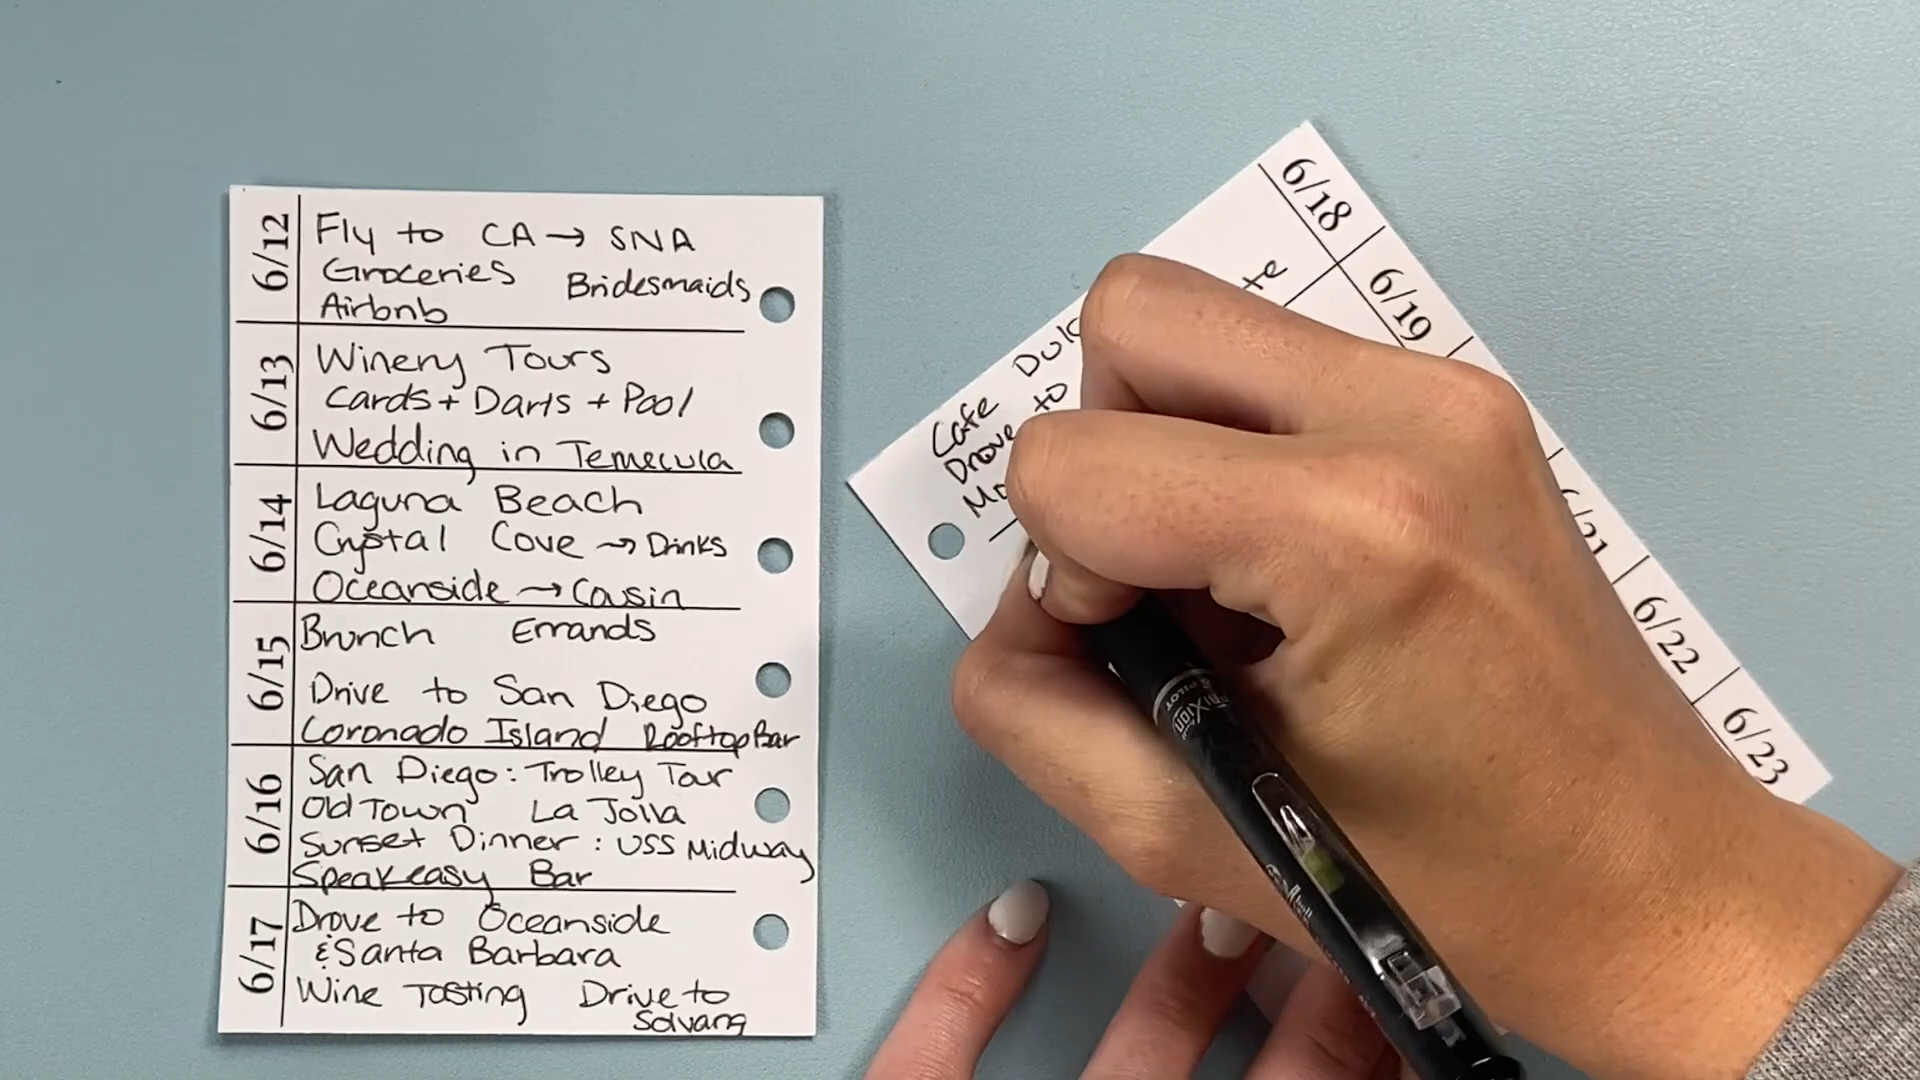 6/12
Fly to CA → SNA
Groceries Bridesmaids
Airbnb
6/13
Winery Tours
Cards + Darts + Pool
Wedding in Temecula
6/14
Laguna Beach
Crystal Cove → Drinks
Oceanside → Cousin
6/15
Brunch Errands
Drive to San Diego
Coronado Island Rooftop Bar
6/16
San Diego: Trolley Tour
Old Town La Jolla
Sunset Dinner: USS Midway
Speakeasy Bar
6/17
Drove to Oceanside
& Santa Barbara
Wine Tasting Drive to
Solvang
6/18
Cafe
Drove to
6/19
6/22
6/23
PILOT